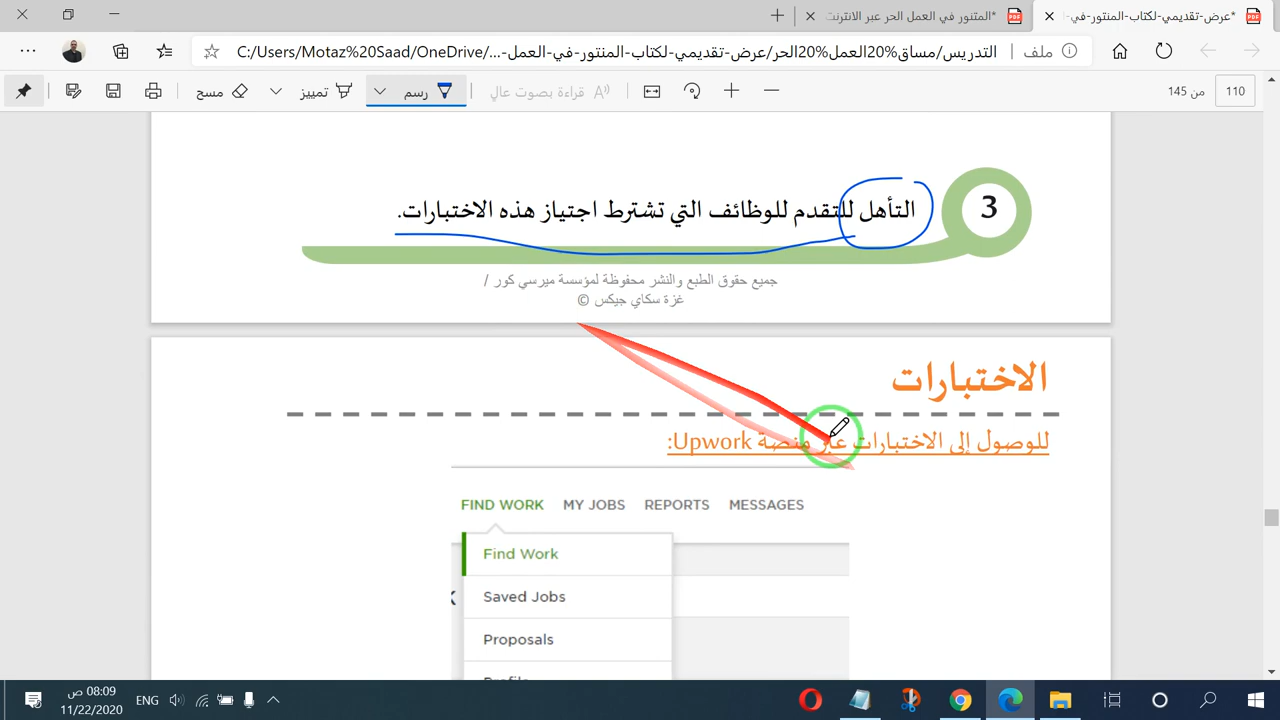 *عرض-تقديمي-لكتاب-المنتور-في-ا
*المنتور في العمل الحر عبر الانترنت
ملف
C:/Users/Motaz%20Saad/OneDrive/التدريس/مساق%20العمل%20الحر/عرض-تقديمي-لكتاب-المنتور-في-العمل-...
110
من 145
قراءة بصوت عالٍ
رسم
تمييز
مسح
3
التأهل للتقدم للوظائف التي تشترط اجتياز هذه الاختبارات.
جميع حقوق الطبع والنشر محفوظة لمؤسسة ميرسي كور /
غزة سكاي جيكس ©
الاختبارات
للوصول إلى الاختبارات عبر منصة Upwork:
FIND WORK MY JOBS REPORTS MESSAGES
Find Work
Saved Jobs
Proposals
ENG
08:09 ص
11/22/2020